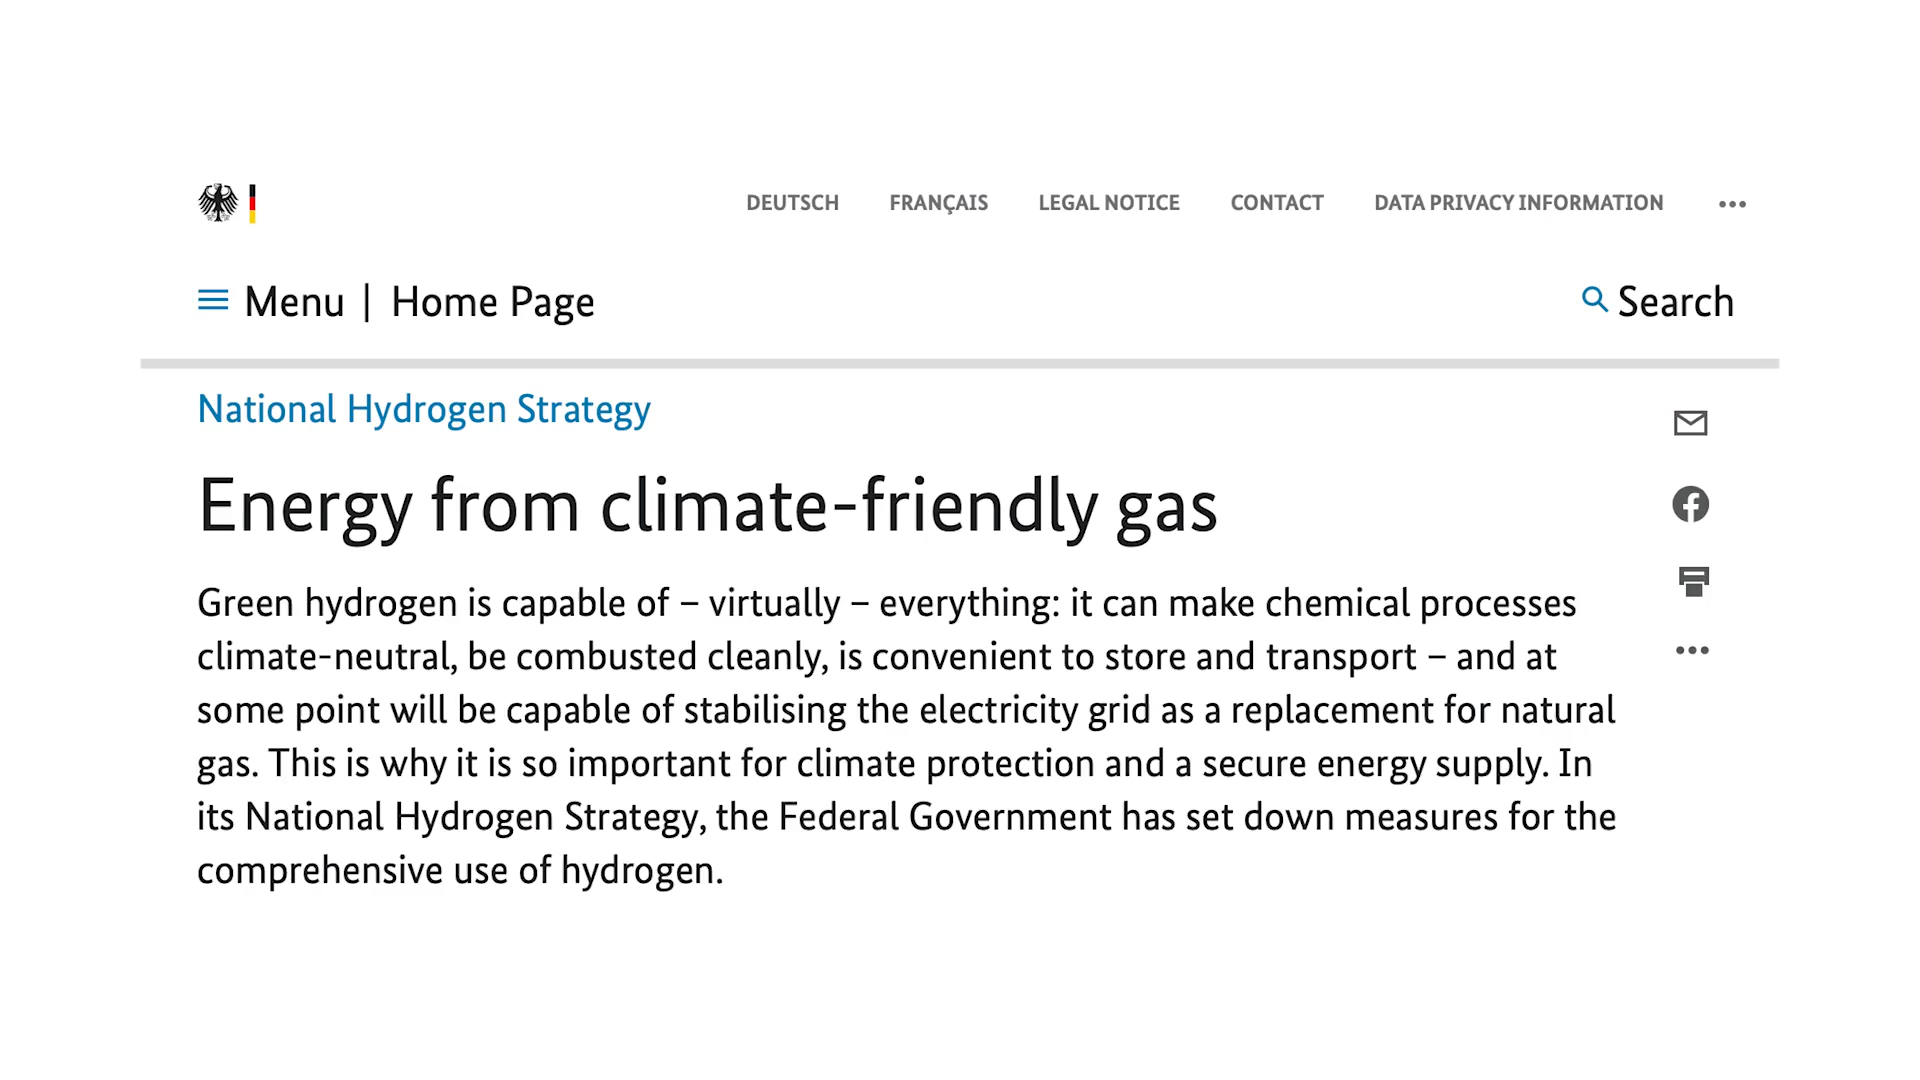 DEUTSCH FRANÇAIS LEGAL NOTICE CONTACT DATA PRIVACY INFORMATION
Menu | Home Page Search
National Hydrogen Strategy
Energy from climate-friendly gas
Green hydrogen is capable of – virtually – everything: it can make chemical processes
climate-neutral, be combusted cleanly, is convenient to store and transport – and at
some point will be capable of stabilising the electricity grid as a replacement for natural
gas. This is why it is so important for climate protection and a secure energy supply. In
its National Hydrogen Strategy, the Federal Government has set down measures for the
comprehensive use of hydrogen.